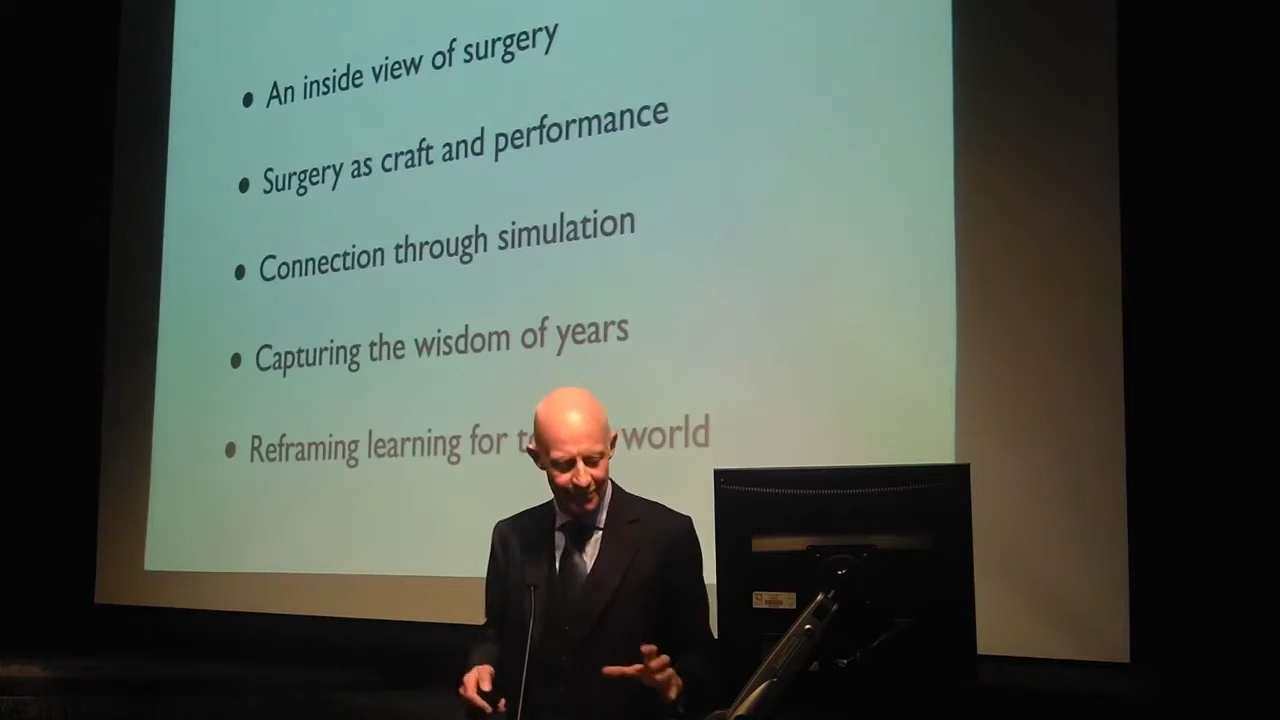 • An inside view of surgery
• Surgery as craft and performance
• Connection through simulation
• Capturing the wisdom of years
• Reframing learning for world